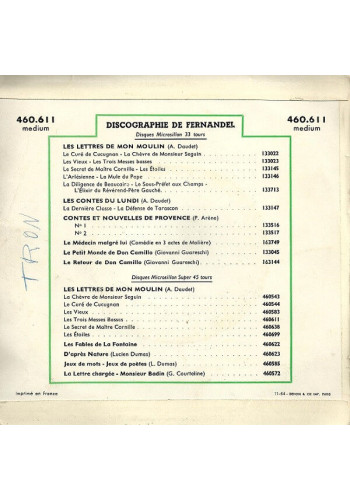 460.611
medium
460.611
medium
DISCOGRAPHIE DE FERNANDEL
Disques Microsillon 33 tours
LES LETTRES DE MON MOULIN (A. Daudet)
Le Curé de Cucugnan - La Chèvre de Monsieur Seguin 133022
Les Vieux - Les Trois Messes basses 133023
Le Secret de Maître Cornille - Les Étoiles 133145
L'Arlésienne - La Mule du Pape 133146
La Diligence de Beaucaire - Le Sous-Préfet aux Champs -
L'Élixir du Révérend-Père Gaucher 133713
LES CONTES DU LUNDI (A. Daudet)
La Dernière Classe - La Défense de Tarascon 133147
CONTES ET NOUVELLES DE PROVENCE (P. Arène)
N° 1 133516
N° 2 133517
Le Médecin malgré lui (Comédie en 3 actes de Molière) 163749
Le Petit Monde de Don Camillo (Giovanni Guareschi) 133045
Le Retour de Don Camillo (Giovanni Guareschi) 163144
Disques Microsillon Super 45 tours
LES LETTRES DE MON MOULIN (A. Daudet)
La Chèvre de Monsieur Seguin 460543
Le Curé de Cucugnan 460544
Les Vieux 460583
Les Trois Messes Basses 460611
Le Secret de Maître Cornille 460638
Les Étoiles 460699
Les Fables de La Fontaine 460622
D'après Nature (Lucien Dumas) 460623
Jeux de mots - Jeux de poètes (L. Dumas) 460585
La Lettre chargée - Monsieur Badin (G. Courteline) 460572
TRON
Imprimé en France